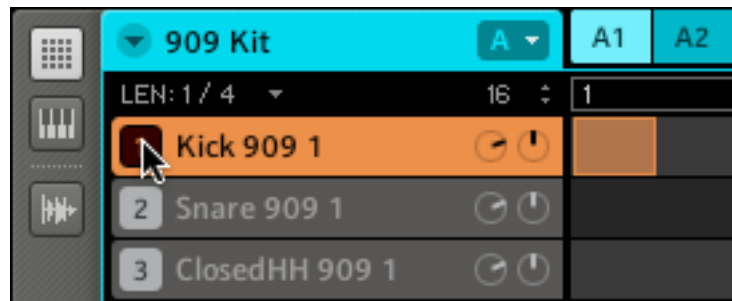 909 Kit A A1 A2
LEN: 1 / 4 16 1
1 Kick 909 1
2 Snare 909 1
3 ClosedHH 909 1